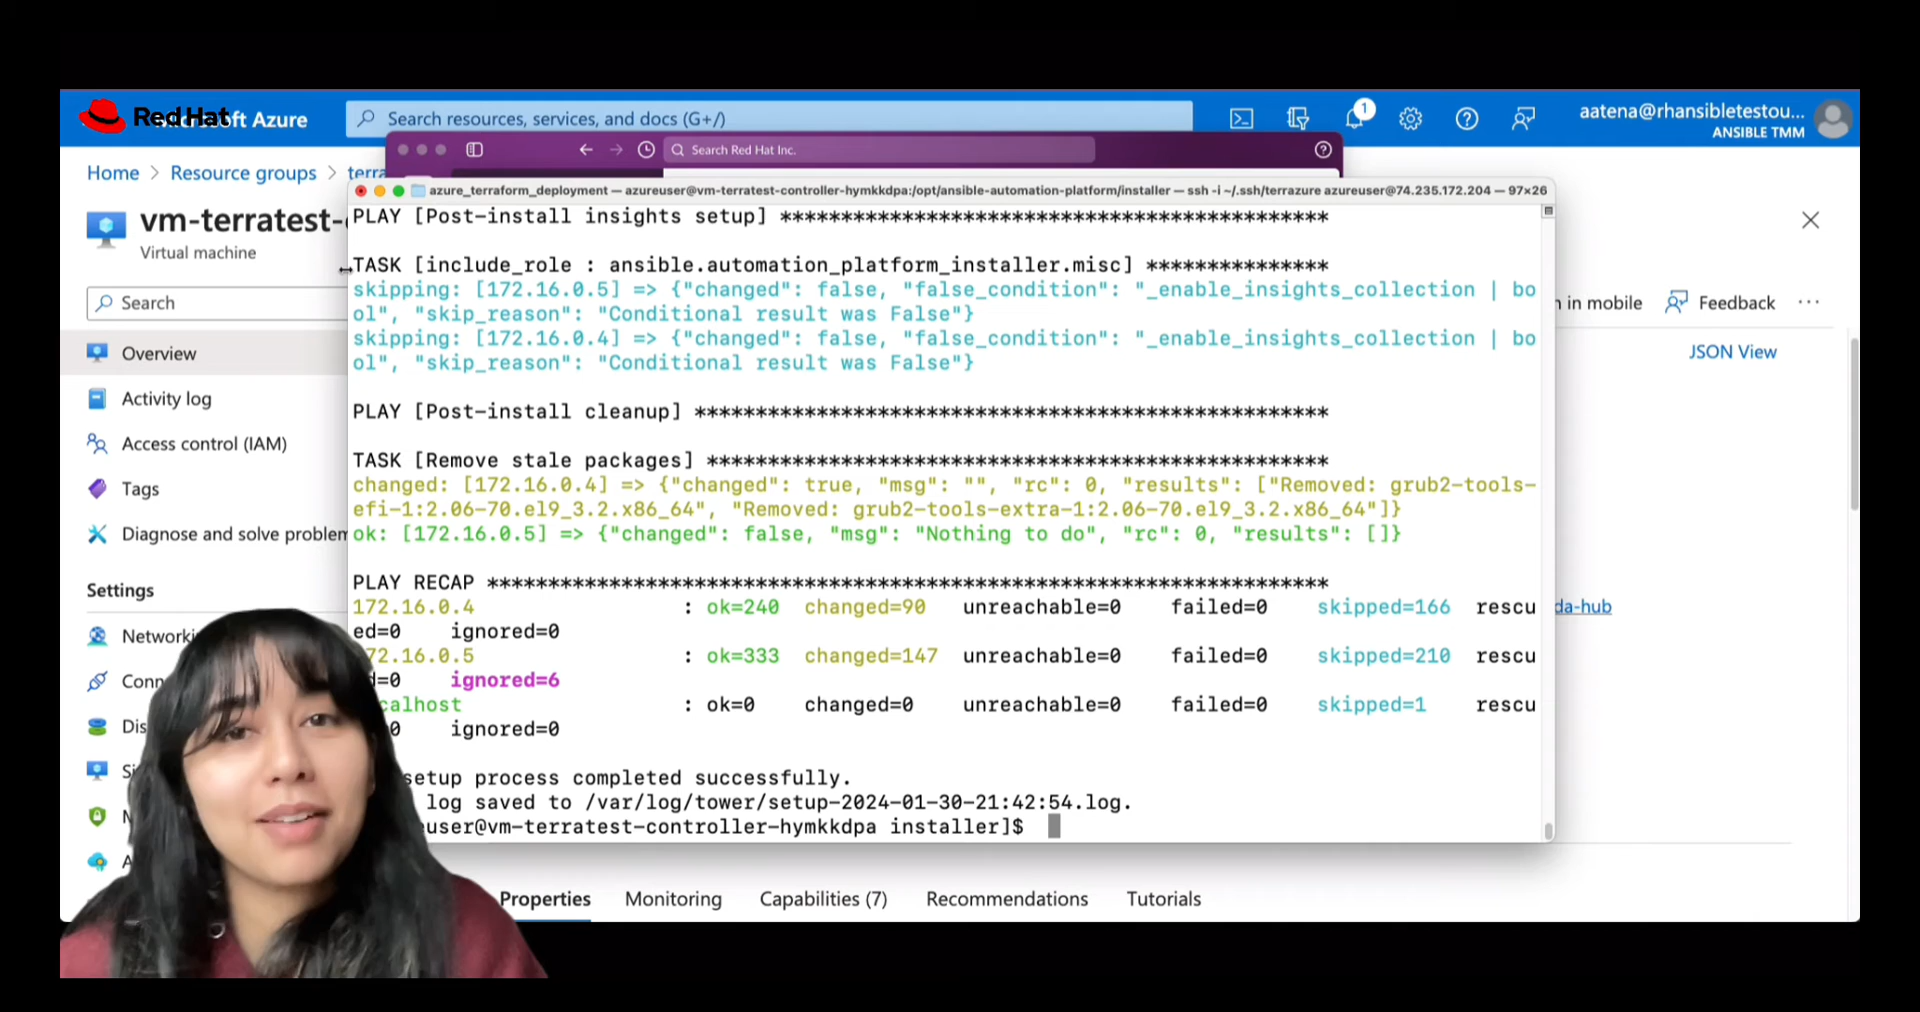 Red Hat
Microsoft Azure
Search resources, services, and docs (G+/)
1
aatena@rhansibletestou...
ANSIBLE TMM
Search Red Hat Inc.
Home > Resource groups > terra
azure_terraform_deployment — azureuser@vm-terratest-controller-hymkkdpa:/opt/ansible-automation-platform/installer — ssh -i ~/.ssh/terrazure azureuser@74.235.172.204 — 97×26
vm-terratest-
Virtual machine
Search
in mobile
Feedback
...
JSON View
Overview
Activity log
Access control (IAM)
Tags
Diagnose and solve problem
Settings
Networki
Conn
Dis
da-hub
PLAY [Post-install insights setup] *********************************************
TASK [include_role : ansible.automation_platform_installer.misc] ***************
skipping: [172.16.0.5] => {"changed": false, "false_condition": "_enable_insights_collection | bo
ol", "skip_reason": "Conditional result was False"}
skipping: [172.16.0.4] => {"changed": false, "false_condition": "_enable_insights_collection | bo
ol", "skip_reason": "Conditional result was False"}
PLAY [Post-install cleanup] ****************************************************
TASK [Remove stale packages] ***************************************************
changed: [172.16.0.4] => {"changed": true, "msg": "", "rc": 0, "results": ["Removed: grub2-tools-
efi-1:2.06-70.el9_3.2.x86_64", "Removed: grub2-tools-extra-1:2.06-70.el9_3.2.x86_64"]}
ok: [172.16.0.5] => {"changed": false, "msg": "Nothing to do", "rc": 0, "results": []}
PLAY RECAP *********************************************************************
172.16.0.4 : ok=240 changed=90 unreachable=0 failed=0 skipped=166 rescu
ed=0 ignored=0
72.16.0.5 : ok=333 changed=147 unreachable=0 failed=0 skipped=210 rescu
d=0 ignored=6
calhost : ok=0 changed=0 unreachable=0 failed=0 skipped=1 rescu
0 ignored=0
setup process completed successfully.
log saved to /var/log/tower/setup-2024-01-30-21:42:54.log.
user@vm-terratest-controller-hymkkdpa installer]$
Properties
Monitoring
Capabilities (7)
Recommendations
Tutorials